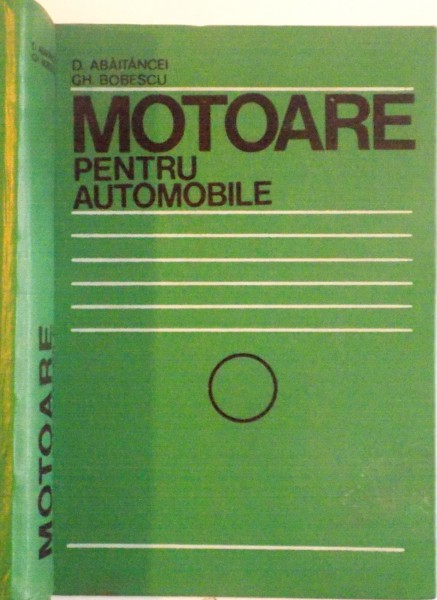 D. ABĂITĂNCEI
GH. BOBESCU
MOTOARE
PENTRU
AUTOMOBILE
MOTOARE